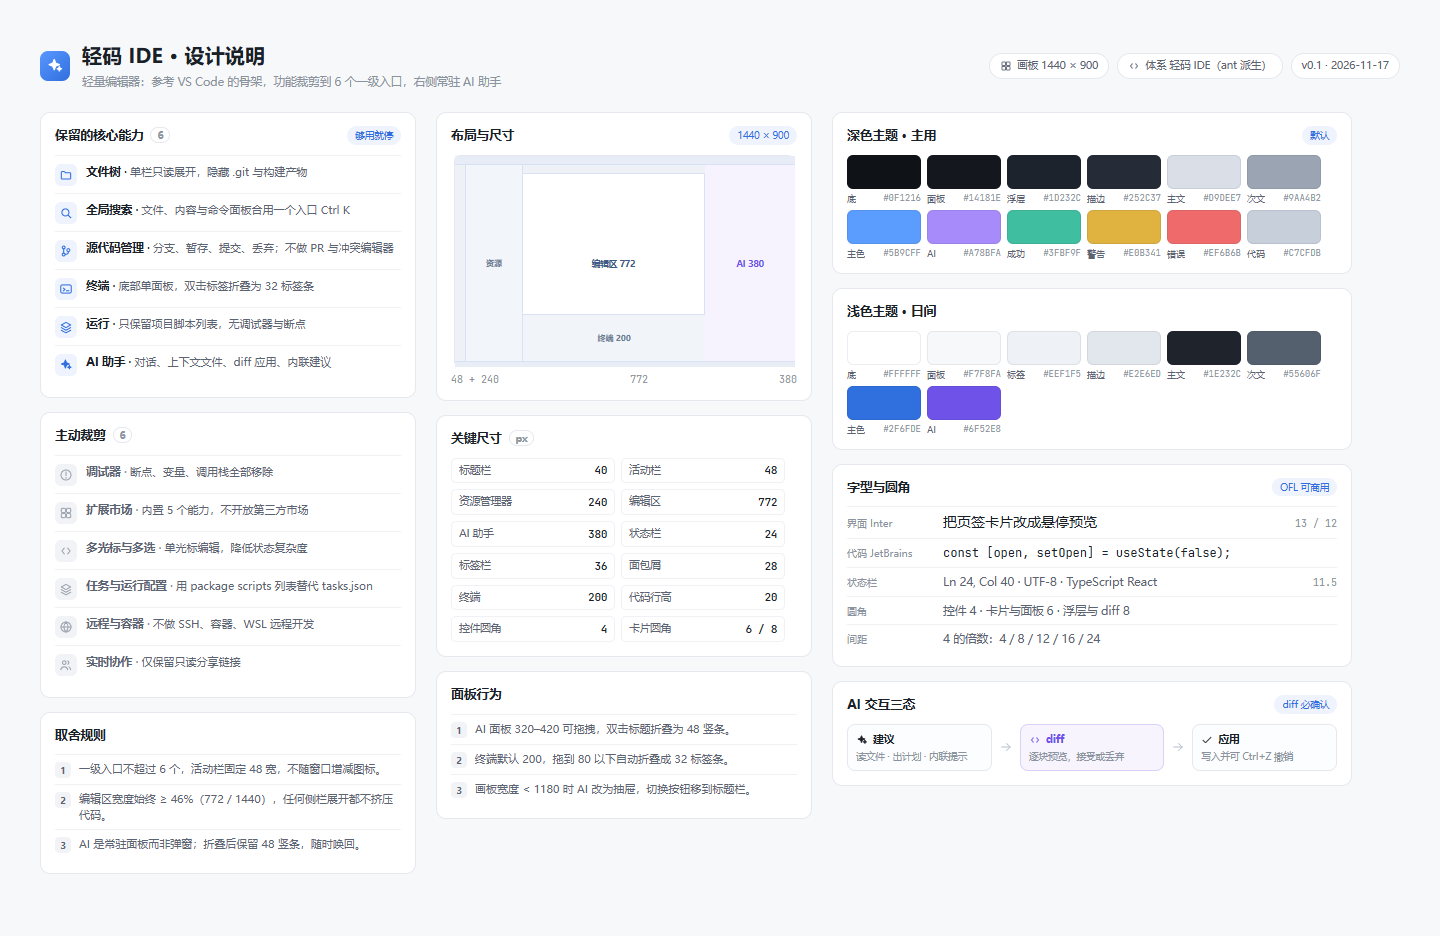 轻码 IDE · 设计说明
轻量编辑器：参考 VS Code 的骨架，功能裁剪到 6 个一级入口，右侧常驻 AI 助手
画板 1440 × 900
体系 轻码 IDE（ant 派生）
v0.1 · 2026-11-17
保留的核心能力 6
够用就停
文件树 · 单栏只读展开，隐藏 .git 与构建产物
全局搜索 · 文件、内容与命令面板合用一个入口 Ctrl K
源代码管理 · 分支、暂存、提交、丢弃；不做 PR 与冲突编辑器
终端 · 底部单面板，双击标签折叠为 32 标签条
运行 · 只保留项目脚本列表，无调试器与断点
AI 助手 · 对话、上下文文件、diff 应用、内联建议
主动裁剪 6
调试器 · 断点、变量、调用栈全部移除
扩展市场 · 内置 5 个能力，不开放第三方市场
多光标与多选 · 单光标编辑，降低状态复杂度
任务与运行配置 · 用 package scripts 列表替代 tasks.json
远程与容器 · 不做 SSH、容器、WSL 远程开发
实时协作 · 仅保留只读分享链接
取舍规则
1 一级入口不超过 6 个，活动栏固定 48 宽，不随窗口增减图标。
2 编辑区宽度始终 ≥ 46%（772 / 1440），任何侧栏展开都不挤压
代码。
3 AI 是常驻面板而非弹窗；折叠后保留 48 竖条，随时唤回。
布局与尺寸
1440 × 900
资源
编辑区 772
AI 380
终端 200
48 + 240
772
380
关键尺寸 px
标题栏 40
活动栏 48
资源管理器 240
编辑区 772
AI 助手 380
状态栏 24
标签栏 36
面包屑 28
终端 200
代码行高 20
控件圆角 4
卡片圆角 6 / 8
面板行为
1 AI 面板 320–420 可拖拽，双击标题折叠为 48 竖条。
2 终端默认 200，拖到 80 以下自动折叠成 32 标签条。
3 画板宽度 < 1180 时 AI 改为抽屉，切换按钮移到标题栏。
深色主题 · 主用
默认
底 #0F1216
面板 #14181E
浮层 #1D232C
描边 #252C37
主文 #D9DEE7
次文 #9AA4B2
主色 #5B9CFF
AI #A78BFA
成功 #3FBF9F
警告 #E0B341
错误 #EF6B6B
代码 #C7CFDB
浅色主题 · 日间
底 #FFFFFF
面板 #F7F8FA
标签 #EEF1F5
描边 #E2E6ED
主文 #1E232C
次文 #55606F
主色 #2F6FDE
AI #6F52E8
字型与圆角
OFL 可商用
界面 Inter 把页签卡片改成悬停预览 13 / 12
代码 JetBrains const [open, setOpen] = useState(false);
状态栏 Ln 24, Col 40 · UTF-8 · TypeScript React 11.5
圆角 控件 4 · 卡片与面板 6 · 浮层与 diff 8
间距 4 的倍数：4 / 8 / 12 / 16 / 24
AI 交互三态
diff 必确认
建议
读文件 · 出计划 · 内联提示
diff
逐块预览，接受或丢弃
应用
写入并可 Ctrl+Z 撤销